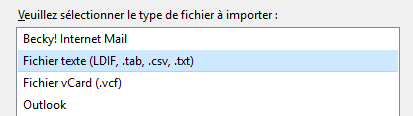 Veuillez sélectionner le type de fichier à importer :
Becky! Internet Mail
Fichier texte (LDIF, .tab, .csv, .txt)
Fichier vCard (.vcf)
Outlook